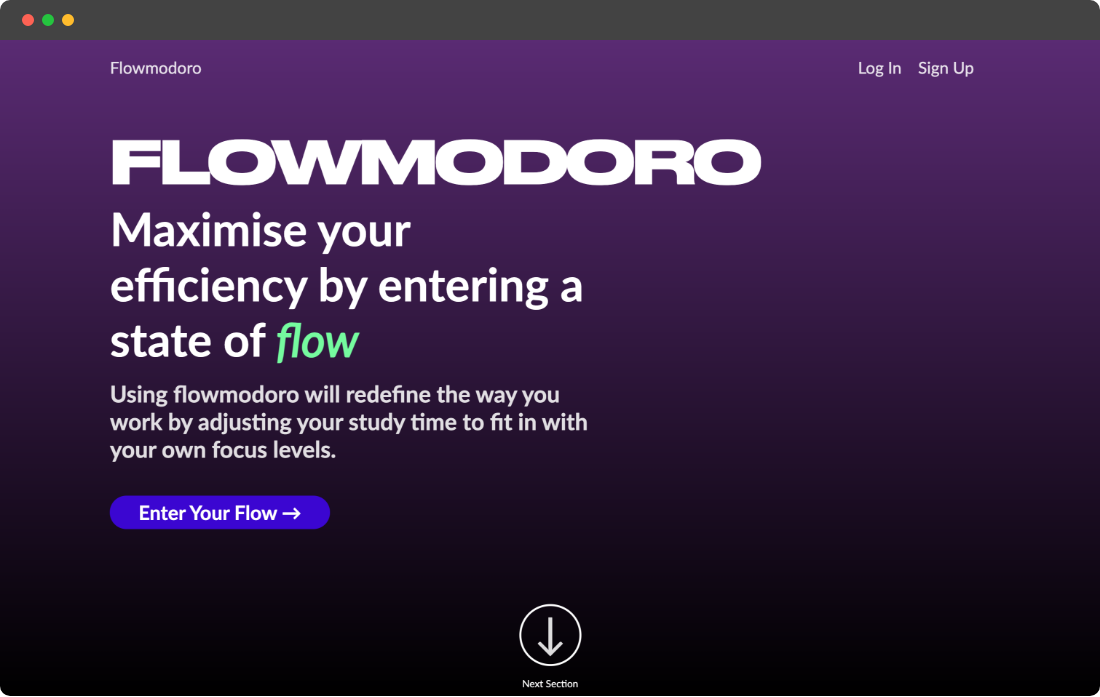 Flowmodoro
Log In Sign Up
FLOWMODORO
Maximise your
efficiency by entering a
state of flow
Using flowmodoro will redefine the way you
work by adjusting your study time to fit in with
your own focus levels.
Enter Your Flow →
Next Section